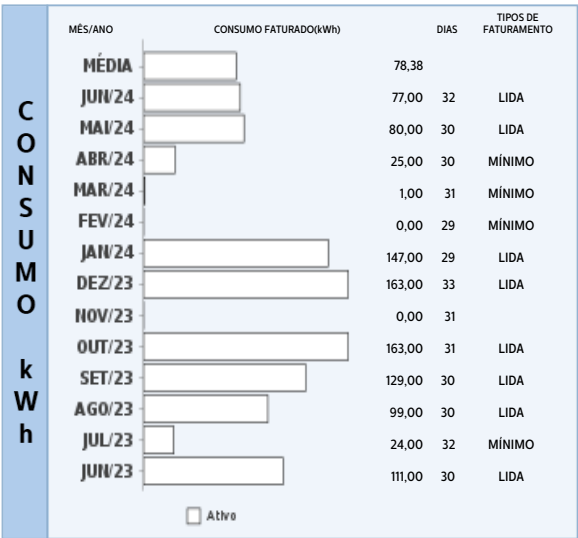 MÊS/ANO CONSUMO FATURADO(kWh) DIAS TIPOS DE FATURAMENTO
CONSUMO kWh
MÉDIA 78,38
JUN/24 77,00 32 LIDA
MAI/24 80,00 30 LIDA
ABR/24 25,00 30 MÍNIMO
MAR/24 1,00 31 MÍNIMO
FEV/24 0,00 29 MÍNIMO
JAN/24 147,00 29 LIDA
DEZ/23 163,00 33 LIDA
NOV/23 0,00 31
OUT/23 163,00 31 LIDA
SET/23 129,00 30 LIDA
AGO/23 99,00 30 LIDA
JUL/23 24,00 32 MÍNIMO
JUN/23 111,00 30 LIDA
Ativo